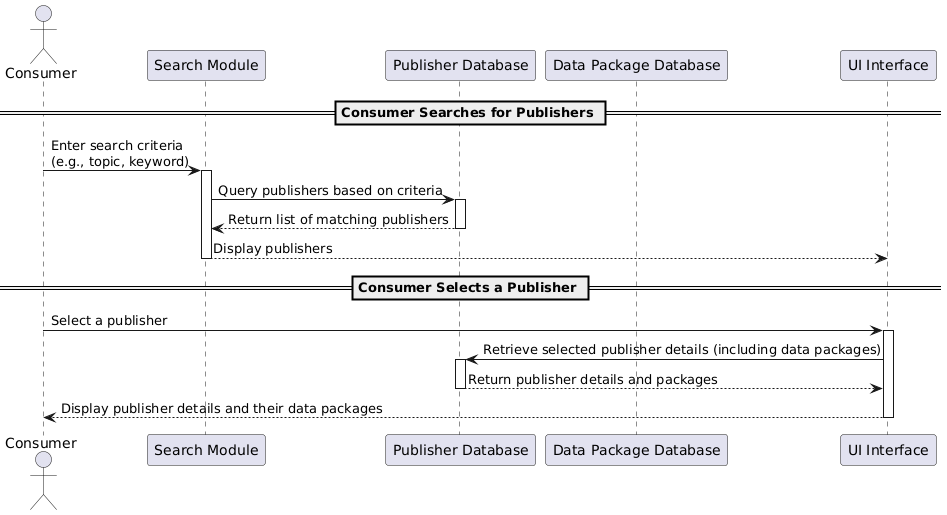 Consumer
Search Module
Publisher Database
Data Package Database
UI Interface
Consumer Searches for Publishers
Enter search criteria
(e.g., topic, keyword)
Query publishers based on criteria
Return list of matching publishers
Display publishers
Consumer Selects a Publisher
Select a publisher
Retrieve selected publisher details (including data packages)
Return publisher details and packages
Display publisher details and their data packages
Consumer
Search Module
Publisher Database
Data Package Database
UI Interface